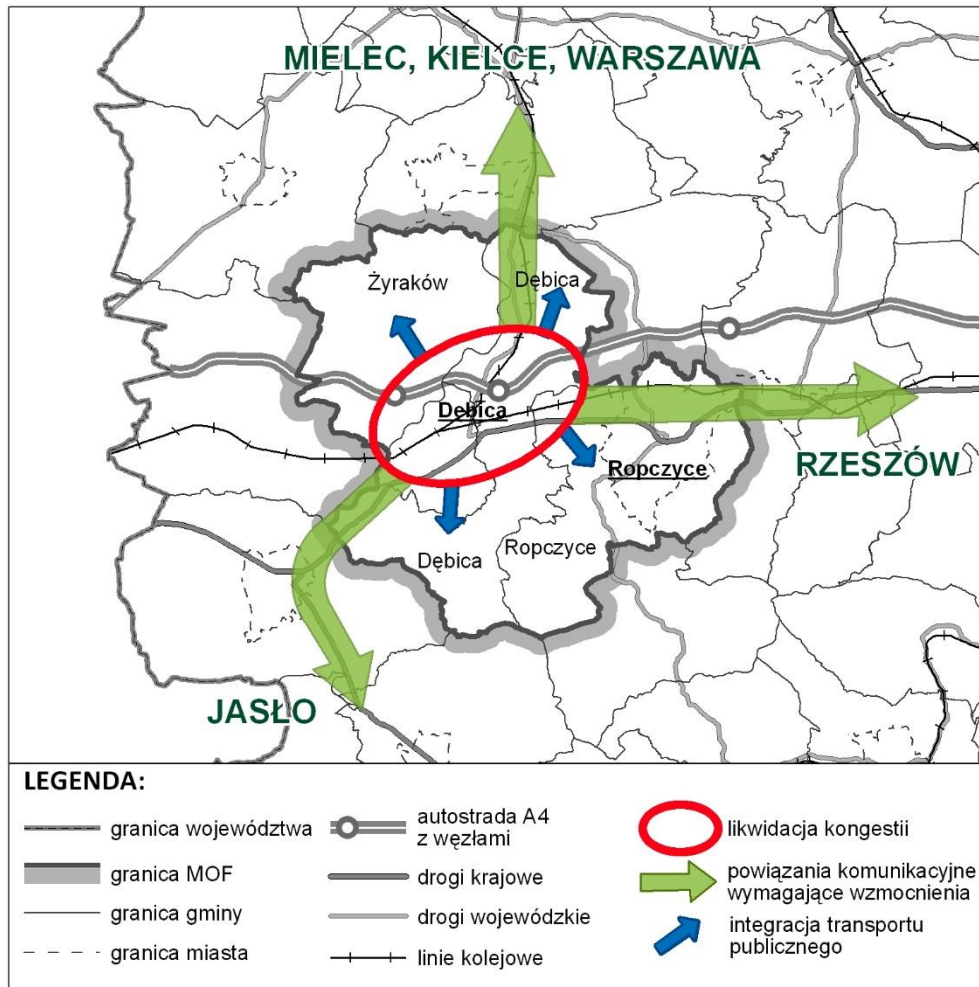 MIELEC, KIELCE, WARSZAWA
Żyraków
Dębica
Dębica
RZESZÓW
Ropczyce
Dębica
Ropczyce
JASŁO
LEGENDA:
granica województwa
granica MOF
granica gminy
granica miasta
autostrada A4
z węzłami
drogi krajowe
drogi wojewódzkie
linie kolejowe
likwidacja kongestii
powiązania komunikacyjne
wymagające wzmocnienia
integracja transportu
publicznego